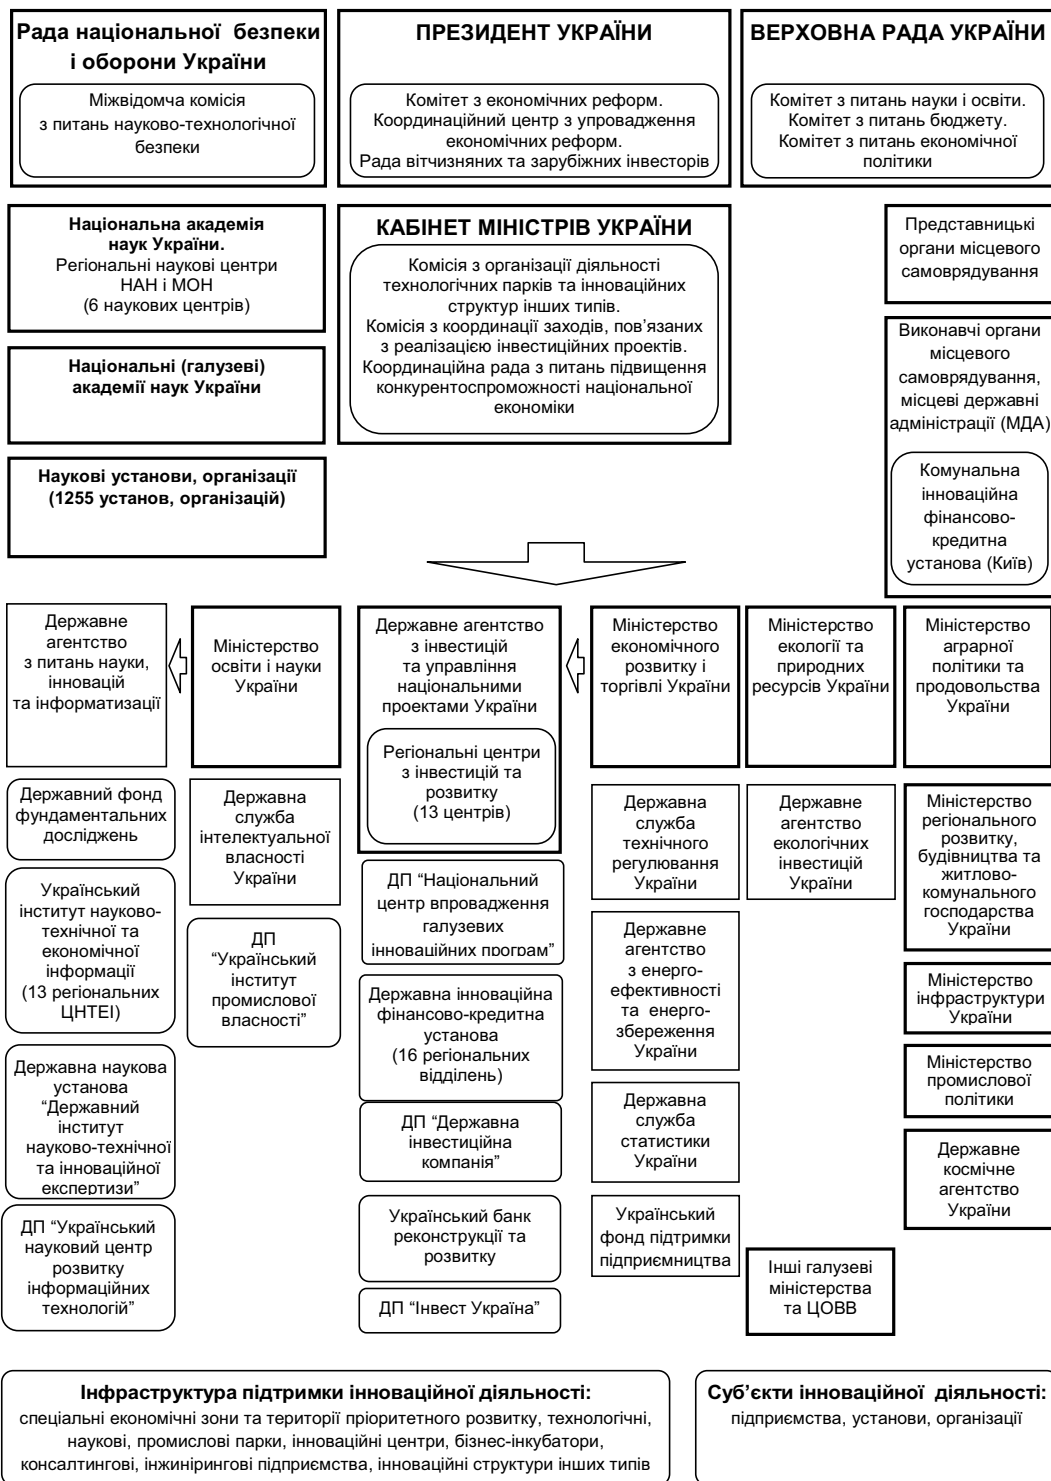 Рада національної безпеки
і оборони України
Міжвідомча комісія
з питань науково-технологічної
безпеки
ПРЕЗИДЕНТ УКРАЇНИ
Комітет з економічних реформ.
Координаційний центр з упровадження
економічних реформ.
Рада вітчизняних та зарубіжних інвесторів
ВЕРХОВНА РАДА УКРАЇНИ
Комітет з питань науки і освіти.
Комітет з питань бюджету.
Комітет з питань економічної
політики
Національна академія
наук України.
Регіональні наукові центри
НАН і МОН
(6 наукових центрів)
Національні (галузеві)
академії наук України
Наукові установи, організації
(1255 установ, організацій)
КАБІНЕТ МІНІСТРІВ УКРАЇНИ
Комісія з організації діяльності
технологічних парків та інноваційних
структур інших типів.
Комісія з координації заходів, пов’язаних
з реалізацією інвестиційних проектів.
Координаційна рада з питань підвищення
конкурентоспроможності національної
економіки
Представницькі
органи місцевого
самоврядування
Виконавчі органи
місцевого
самоврядування,
місцеві державні
адміністрації (МДА)
Комунальна
інноваційна
фінансово-
кредитна
установа (Київ)
Державне
агентство
з питань науки,
інновацій
та інформатизації
Міністерство
освіти і науки
України
Державне агентство
з інвестицій
та управління
національними
проектами України
Регіональні центри
з інвестицій та
розвитку
(13 центрів)
Міністерство
економічного
розвитку і
торгівлі України
Міністерство
екології та
природних
ресурсів України
Міністерство
аграрної
політики та
продовольства
України
Державний фонд
фундаментальних
досліджень
Український
інститут науково-
технічної та
економічної
інформації
(13 регіональних
ЦНТЕІ)
Державна наукова
установа
“Державний
інститут
науково-технічної
та інноваційної
експертизи”
ДП “Український
науковий центр
розвитку
інформаційних
технологій”
Державна
служба
інтелектуальної
власності
України
ДП
“Український
інститут
промислової
власності”
ДП “Національний
центр впровадження
галузевих
інноваційних програм”
Державна інноваційна
фінансово-кредитна
установа
(16 регіональних
відділень)
ДП “Державна
інвестиційна
компанія”
Український банк
реконструкції та
розвитку
ДП “Інвест Україна”
Державна
служба
технічного
регулювання
України
Державне
агентство
з енерго-
ефективності
та енерго-
збереження
України
Державна
служба
статистики
України
Український
фонд підтримки
підприємництва
Державне
агентство
екологічних
інвестицій
України
Інші галузеві
міністерства
та ЦОВВ
Міністерство
регіонального
розвитку,
будівництва та
житлово-
комунального
господарства
України
Міністерство
інфраструктури
України
Міністерство
промислової
політики
Державне
космічне
агентство
України
Інфраструктура підтримки інноваційної діяльності:
спеціальні економічні зони та території пріоритетного розвитку, технологічні,
наукові, промислові парки, інноваційні центри, бізнес-інкубатори,
консалтингові, інжинірингові підприємства, інноваційні структури інших типів
Суб’єкти інноваційної діяльності:
підприємства, установи, організації